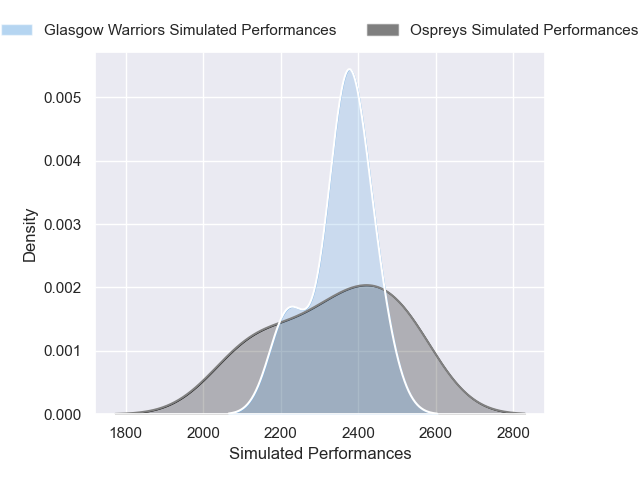 Glasgow Warriors Simulated Performances Ospreys Simulated Performances
0.005
0.004
0.003
0.002
0.001
0.000
Density
1800 2000 2200 2400 2600 2800
Simulated Performances